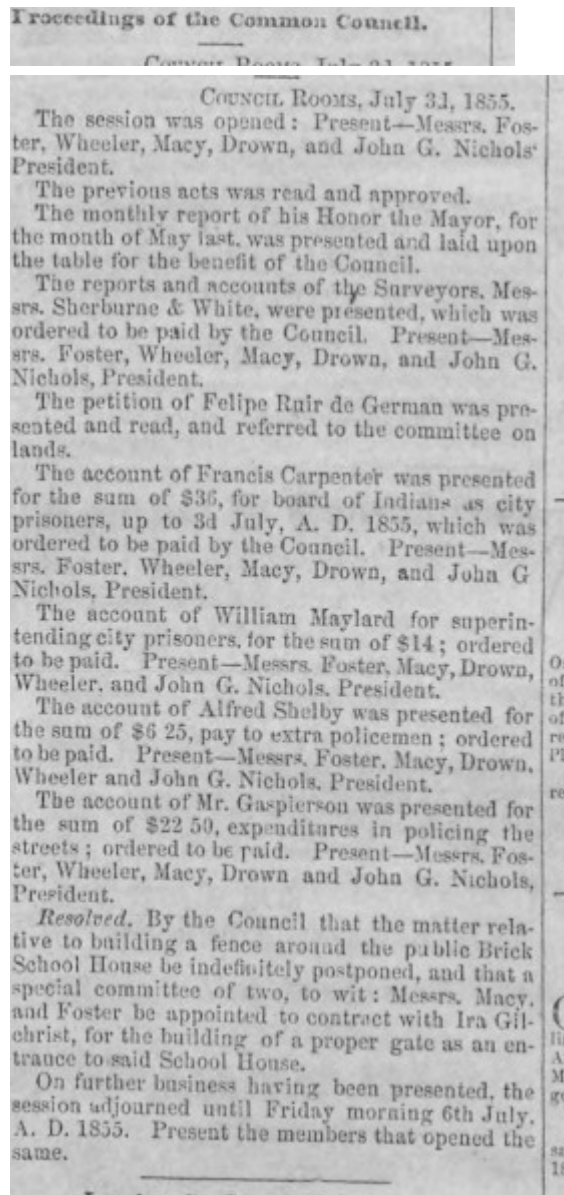 Proceedings of the Common Council.
Council Rooms, July 3d, 1855.
The session was opened: Present—Messrs. Fos-
ter, Wheeler, Macy, Drown, and John G. Nichols'
President.
The previous acts was read and approved.
The monthly report of his Honor the Mayor, for
the month of May last, was presented and laid upon
the table for the benefit of the Council.
The reports and accounts of the Surveyors, Mes-
srs. Sherburne & White, were presented, which was
ordered to be paid by the Council. Present—Mes-
srs. Foster, Wheeler, Macy, Drown, and John G.
Nichols, President.
The petition of Felipe Ruir de German was pre-
sented and read, and referred to the committee on
lands.
The account of Francis Carpenter was presented
for the sum of $36, for board of Indians as city
prisoners, up to 3d July, A. D. 1855, which was
ordered to be paid by the Council. Present—Mes-
srs. Foster, Wheeler, Macy, Drown, and John G
Nichols, President.
The account of William Maylard for superin-
tending city prisoners, for the sum of $14; ordered
to be paid. Present—Messrs. Foster, Macy, Drown,
Wheeler, and John G. Nichols, President.
The account of Alfred Shelby was presented for
the sum of $6 25, pay to extra policemen; ordered
to be paid. Present—Messrs. Foster, Macy, Drown,
Wheeler and John G. Nichols, President.
The account of Mr. Gaspierson was presented for
the sum of $22 50, expenditures in policing the
streets; ordered to be paid. Present—Messrs. Fos-
ter, Wheeler, Macy, Drown and John G. Nichols,
President.
Resolved, By the Council that the matter rela-
tive to building a fence around the public Brick
School House be indefinitely postponed, and that a
special committee of two, to wit: Messrs. Macy,
and Foster be appointed to contract with Ira Gil-
christ, for the building of a proper gate as an en-
trance to said School House.
On further business having been presented, the
session adjourned until Friday morning 6th July,
A. D. 1855. Present the members that opened the
same.